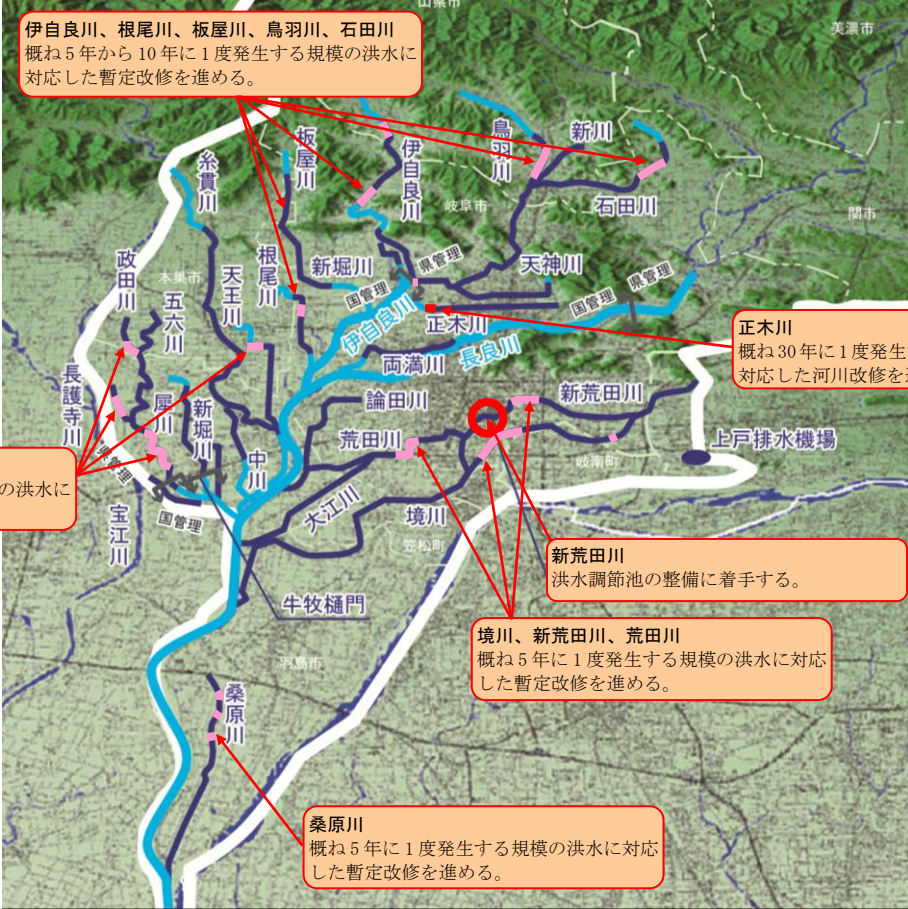 山県市
美濃市
伊自良川、根尾川、板屋川、鳥羽川、石田川
概ね5年から10年に1度発生する規模の洪水に
対応した暫定改修を進める。
鳥羽川
新川
板屋川
伊自良川
糸貫川
岐阜市
石田川
関市
政田川
本巣市
天王川
根尾川
新堀川
国管理
県管理
天神川
国管理
県管理
五六川
伊自良川
正木川
長良川
両満川
正木川
概ね30年に1度発生
対応した河川改修を
長護寺川
犀川
新堀川
論田川
新荒田川
荒田川
中川
上戸排水機場
岐南町
県管理
の洪水に
国管理
宝江川
大江川
境川
笠松町
新荒田川
洪水調節池の整備に着手する。
牛牧樋門
境川、新荒田川、荒田川
概ね5年に1度発生する規模の洪水に対応
した暫定改修を進める。
羽島市
桑原川
桑原川
概ね5年に1度発生する規模の洪水に対応
した暫定改修を進める。